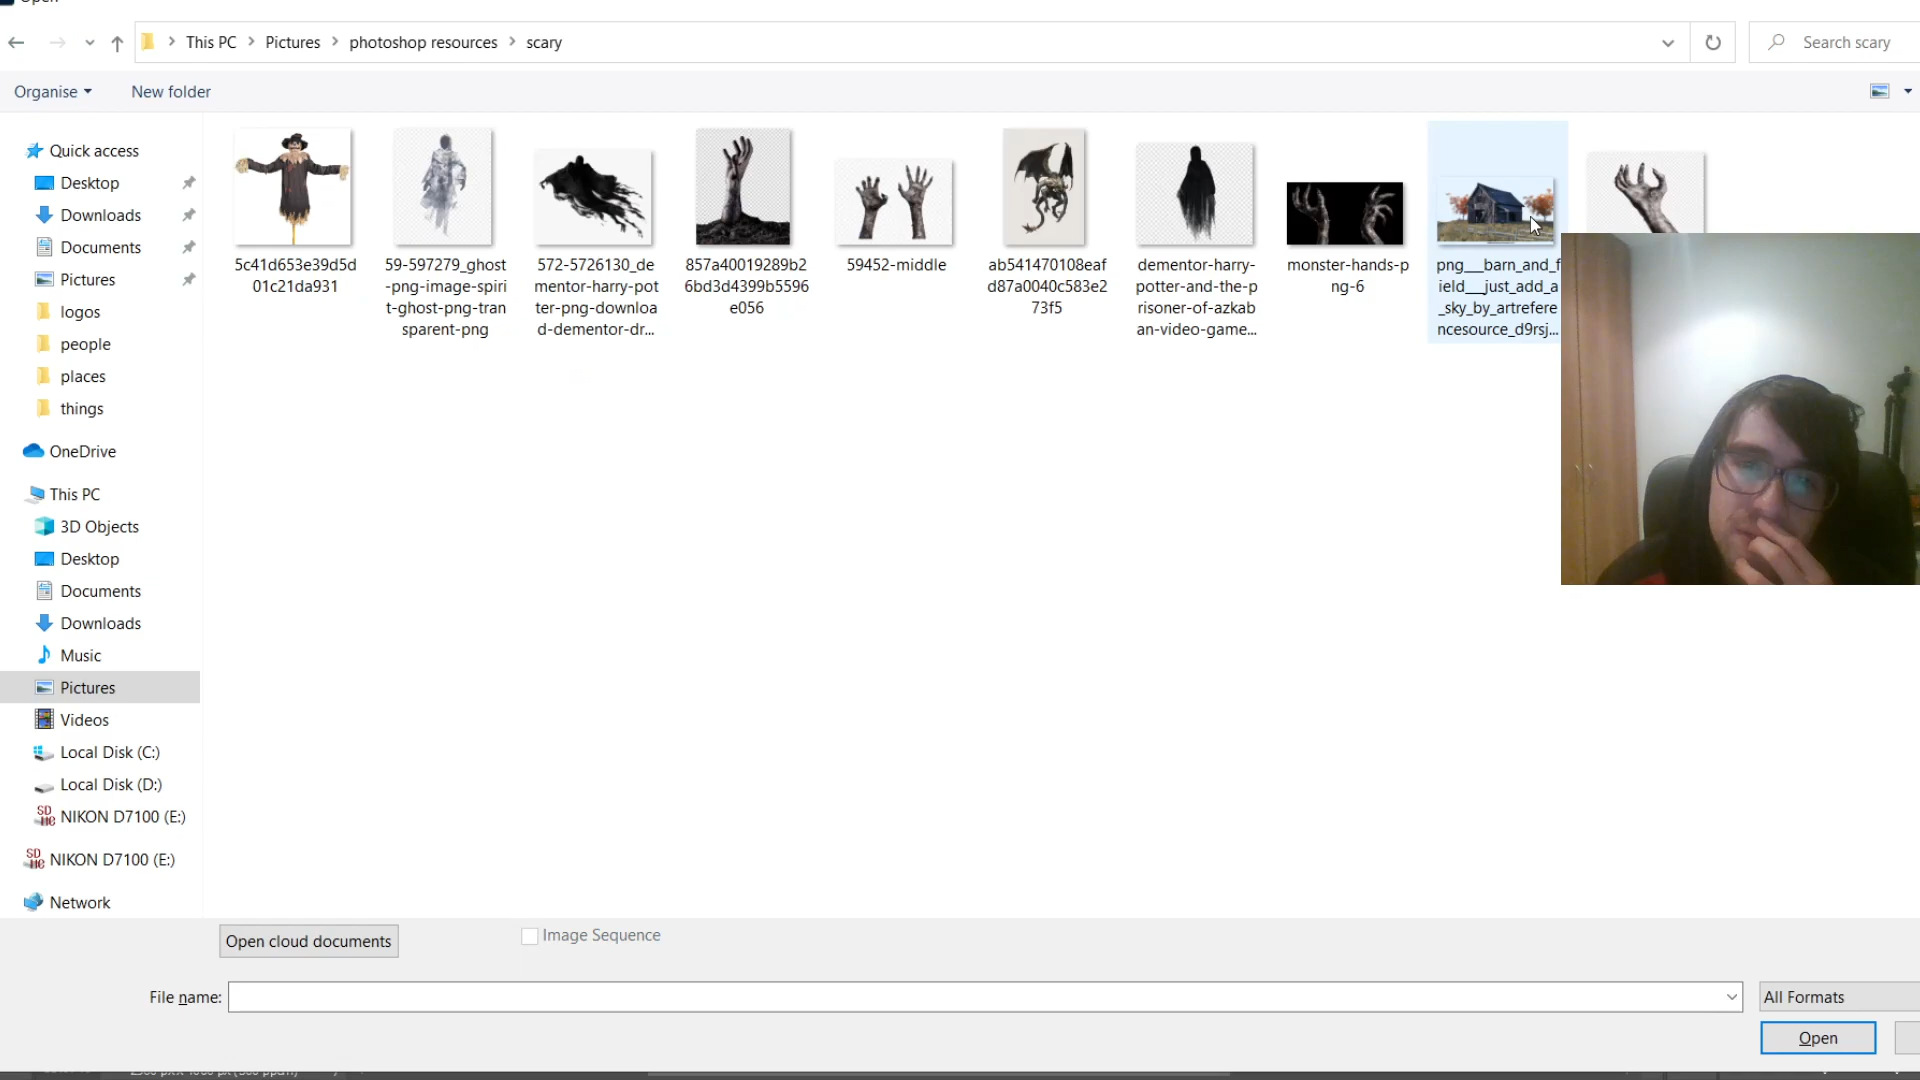 Open
This PC
Pictures
photoshop resources
scary
Search scary
Organise
New folder
Quick access
Desktop
Downloads
Documents
Pictures
logos
people
places
things
OneDrive
This PC
3D Objects
Desktop
Documents
Downloads
Music
Pictures
Videos
Local Disk (C:)
Local Disk (D:)
NIKON D7100 (E:)
NIKON D7100 (E:)
Network
5c41d653e39d5d
01c21da931
59-597279_ghost
-png-image-spiri
t-ghost-png-tran
sparent-png
572-5726130_de
mentor-harry-pot
ter-png-downloa
d-dementor-dr...
857a40019289b2
6bd3d4399b5596
e056
59452-middle
ab541470108eaf
d87a0040c583e2
73f5
dementor-harry-
potter-and-the-p
risoner-of-azkab
an-video-game...
monster-hands-p
ng-6
png__barn_and_f
ield__just_add_a
_sky_by_artrefere
ncesource_d9rsj...
Open cloud documents
Image Sequence
File name:
All Formats
Open